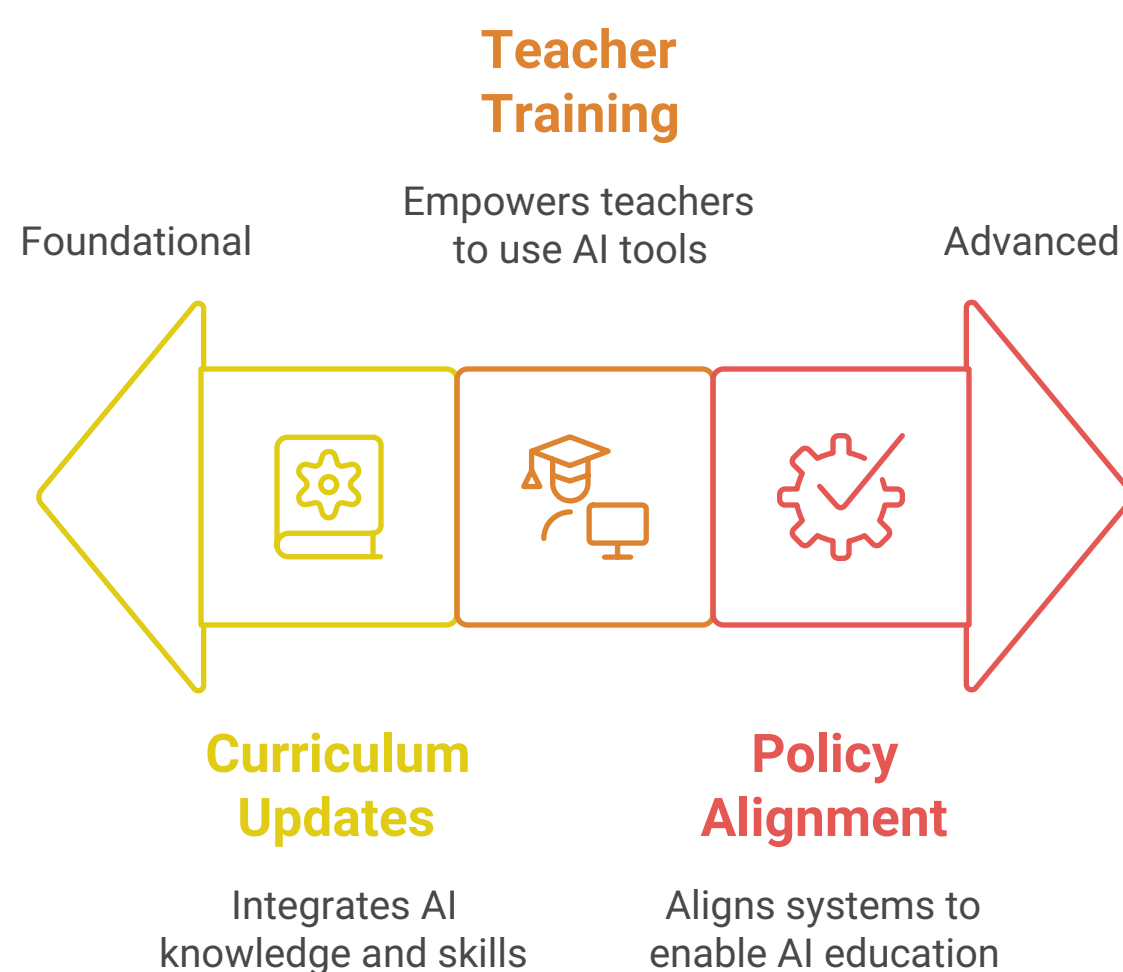 Teacher
Training
Empowers teachers
to use AI tools
Foundational
Advanced
Curriculum
Updates
Integrates AI
knowledge and skills
Policy
Alignment
Aligns systems to
enable AI education